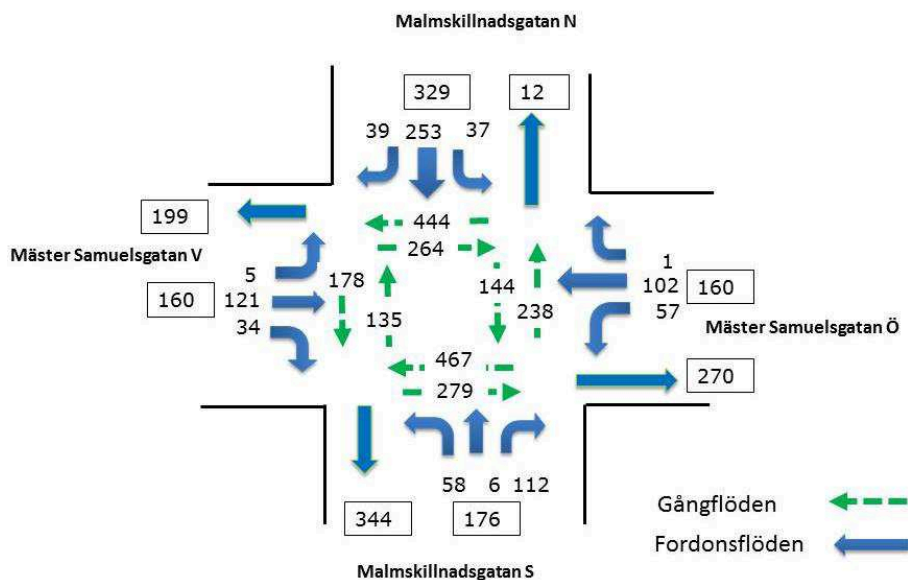 Malmskillnadsgatan N
329 12
39 253 37
444
199
264
Mäster Samuelsgatan V
5 178 144 1
160 121 102 160
34 135 238 57
Mäster Samuelsgatan Ö
467
270
279
58 6 112
344 176
Gångflöden
Fordonsflöden
Malmskillnadsgatan S